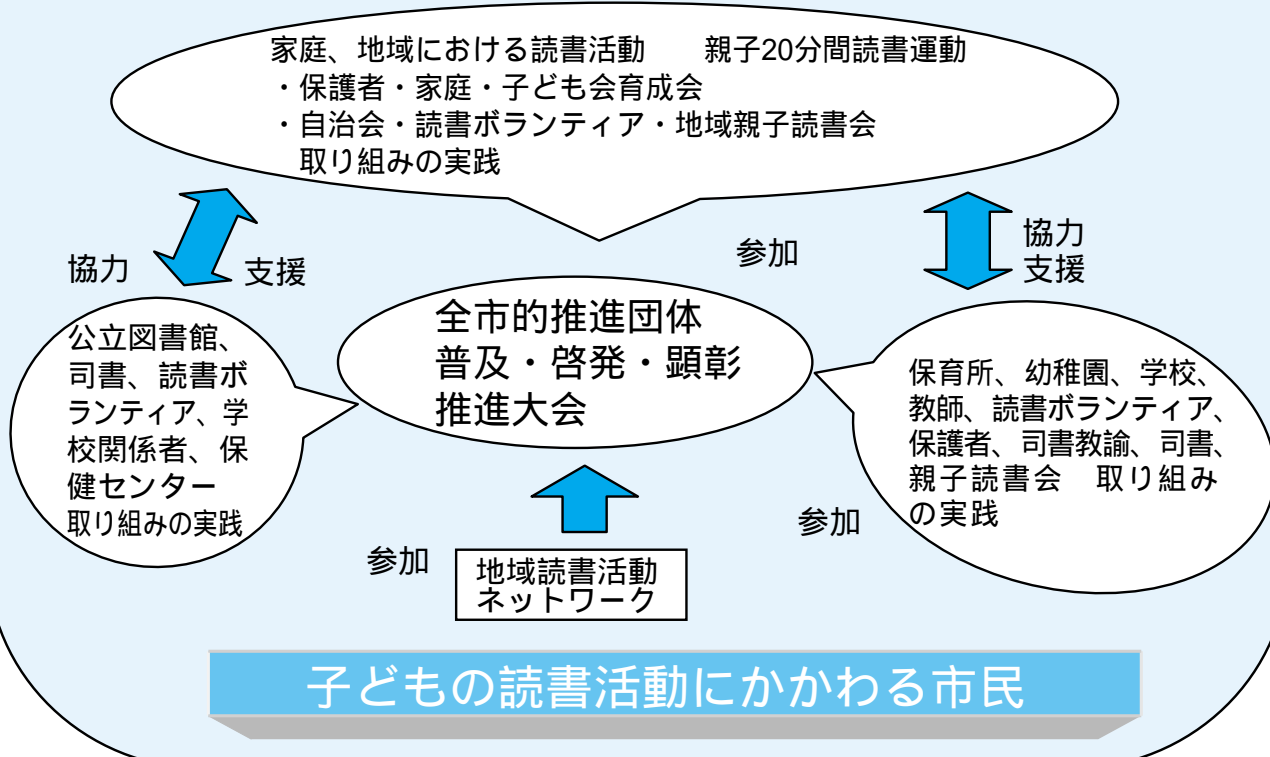 家庭、地域における読書活動　　親子20分間読書運動
・保護者・家庭・子ども会育成会
・自治会・読書ボランティア・地域親子読書会
取り組みの実践
協力
支援
参加
協力
支援
公立図書館、
司書、読書ボ
ランティア、学
校関係者、保
健センター
取り組みの実践
全市的推進団体
普及・啓発・顕彰
推進大会
保育所、幼稚園、学校、
教師、読書ボランティア、
保護者、司書教諭、司書、
親子読書会　取り組み
の実践
参加
参加
地域読書活動
ネットワーク
子どもの読書活動にかかわる市民